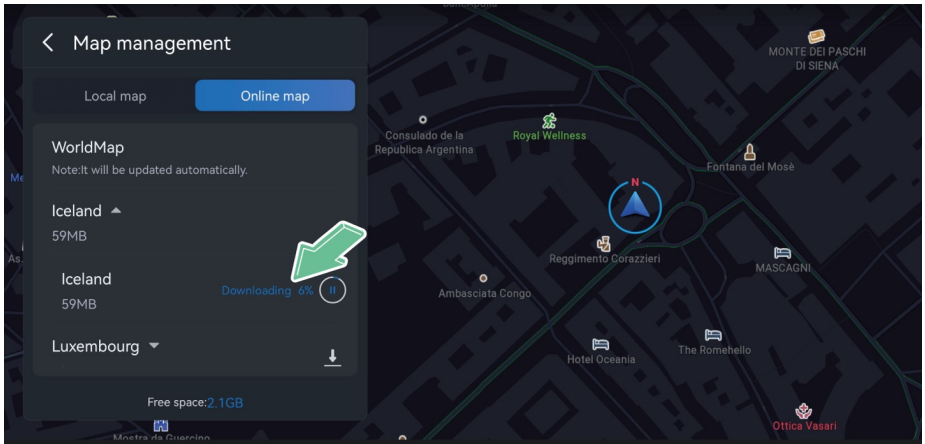 Map management
Local map
Online map
WorldMap
Note:It will be updated automatically.
Iceland
59MB
Iceland
59MB
Downloading 6%
Luxembourg
Free space:2.1GB
MONTE DEI PASCHI
DI SIENA
Consulado de la
Republica Argentina
Royal Wellness
Fontana del Mosè
N
Reggimento Corazzieri
MASCAGNI
Ambasciata Congo
Hotel Oceania
The Romehello
Ottica Vasari
Mostra da Guercino